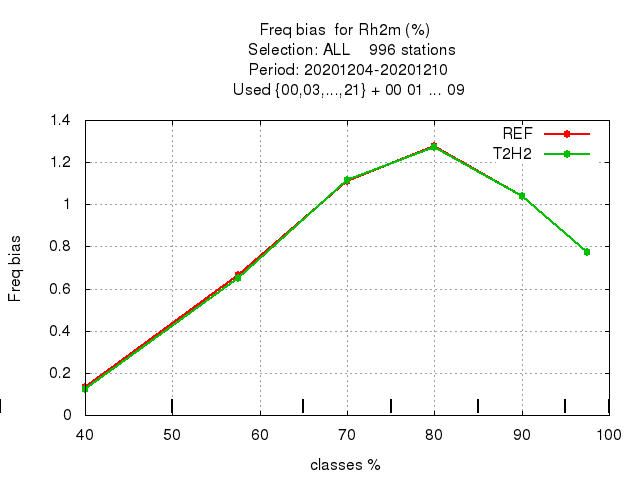 Freq bias for Rh2m (%)
Selection: ALL 996 stations
Period: 20201204-20201210
Used {00,03,...,21} + 00 01 ... 09
REF
T2H2
1.4
1.2
1
0.8
0.6
0.4
0.2
0
Freq bias
40 50 60 70 80 90 100
classes %